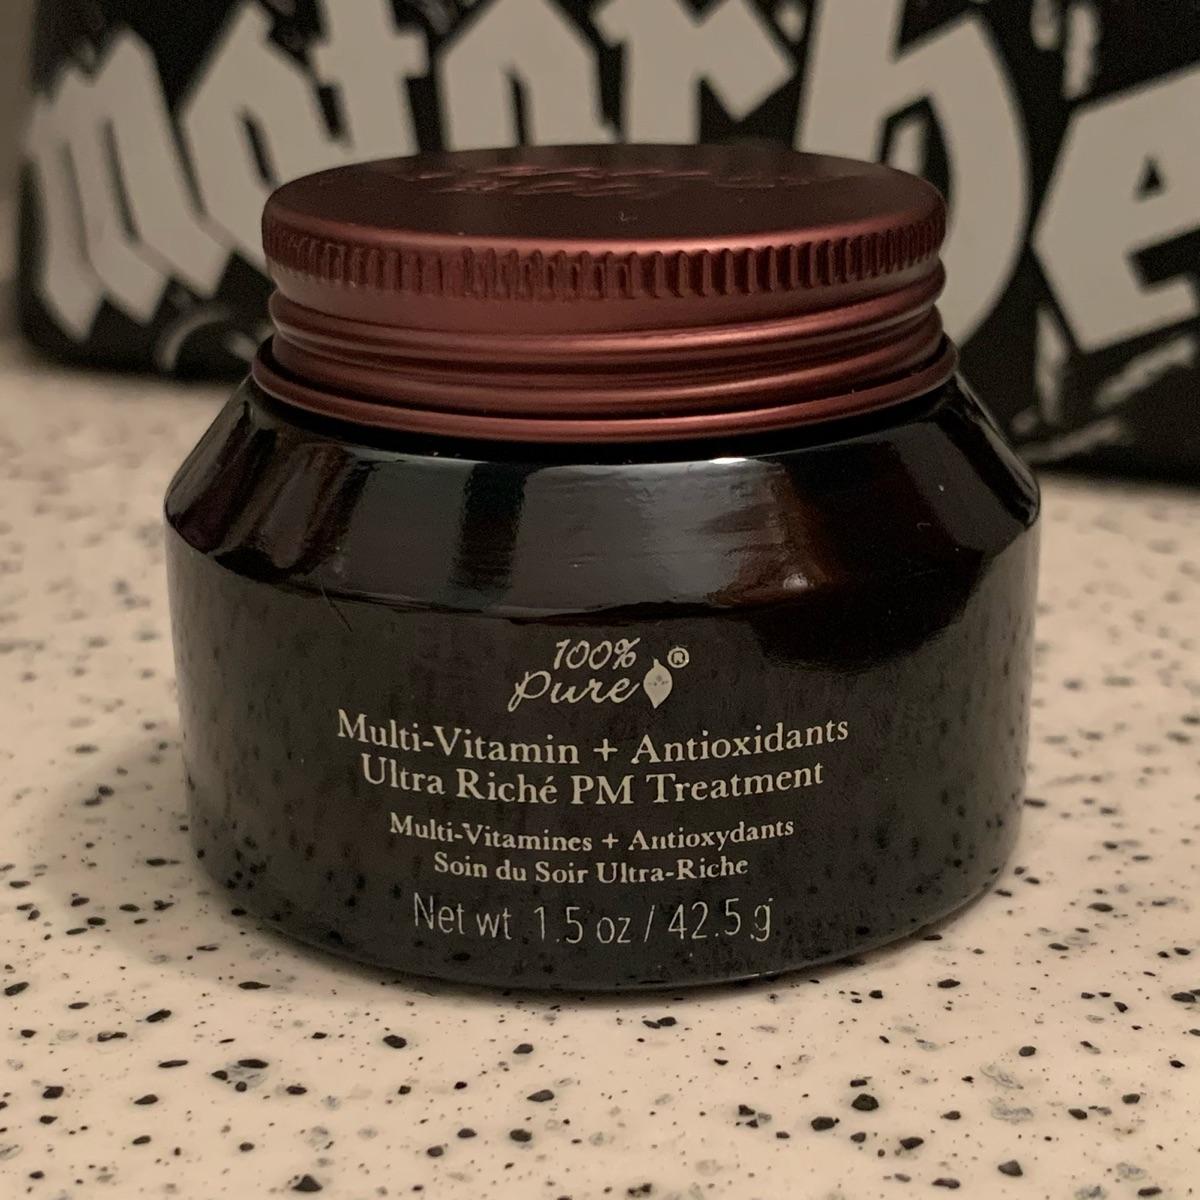 motorhe
100%
Pure®
Multi-Vitamin + Antioxidants
Ultra Riché PM Treatment
Multi-Vitamines + Antioxydants
Soin du Soir Ultra-Riche
Net wt 1.5 oz / 42.5 g